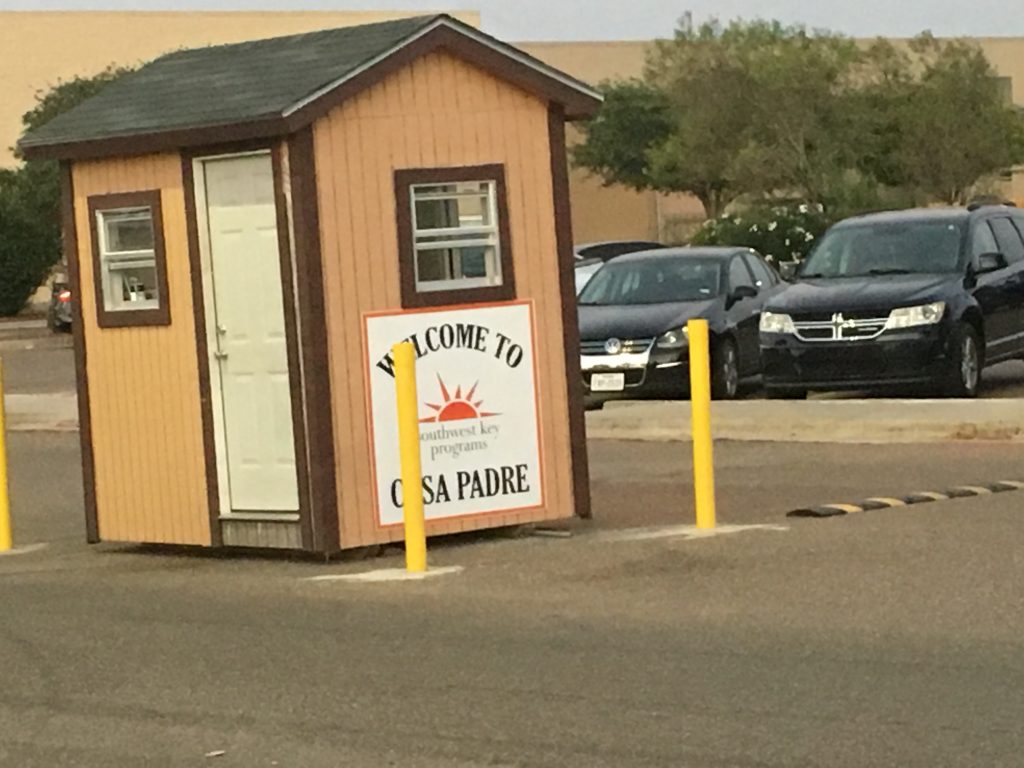 WELCOME TO
southwest key
programs
CASA PADRE